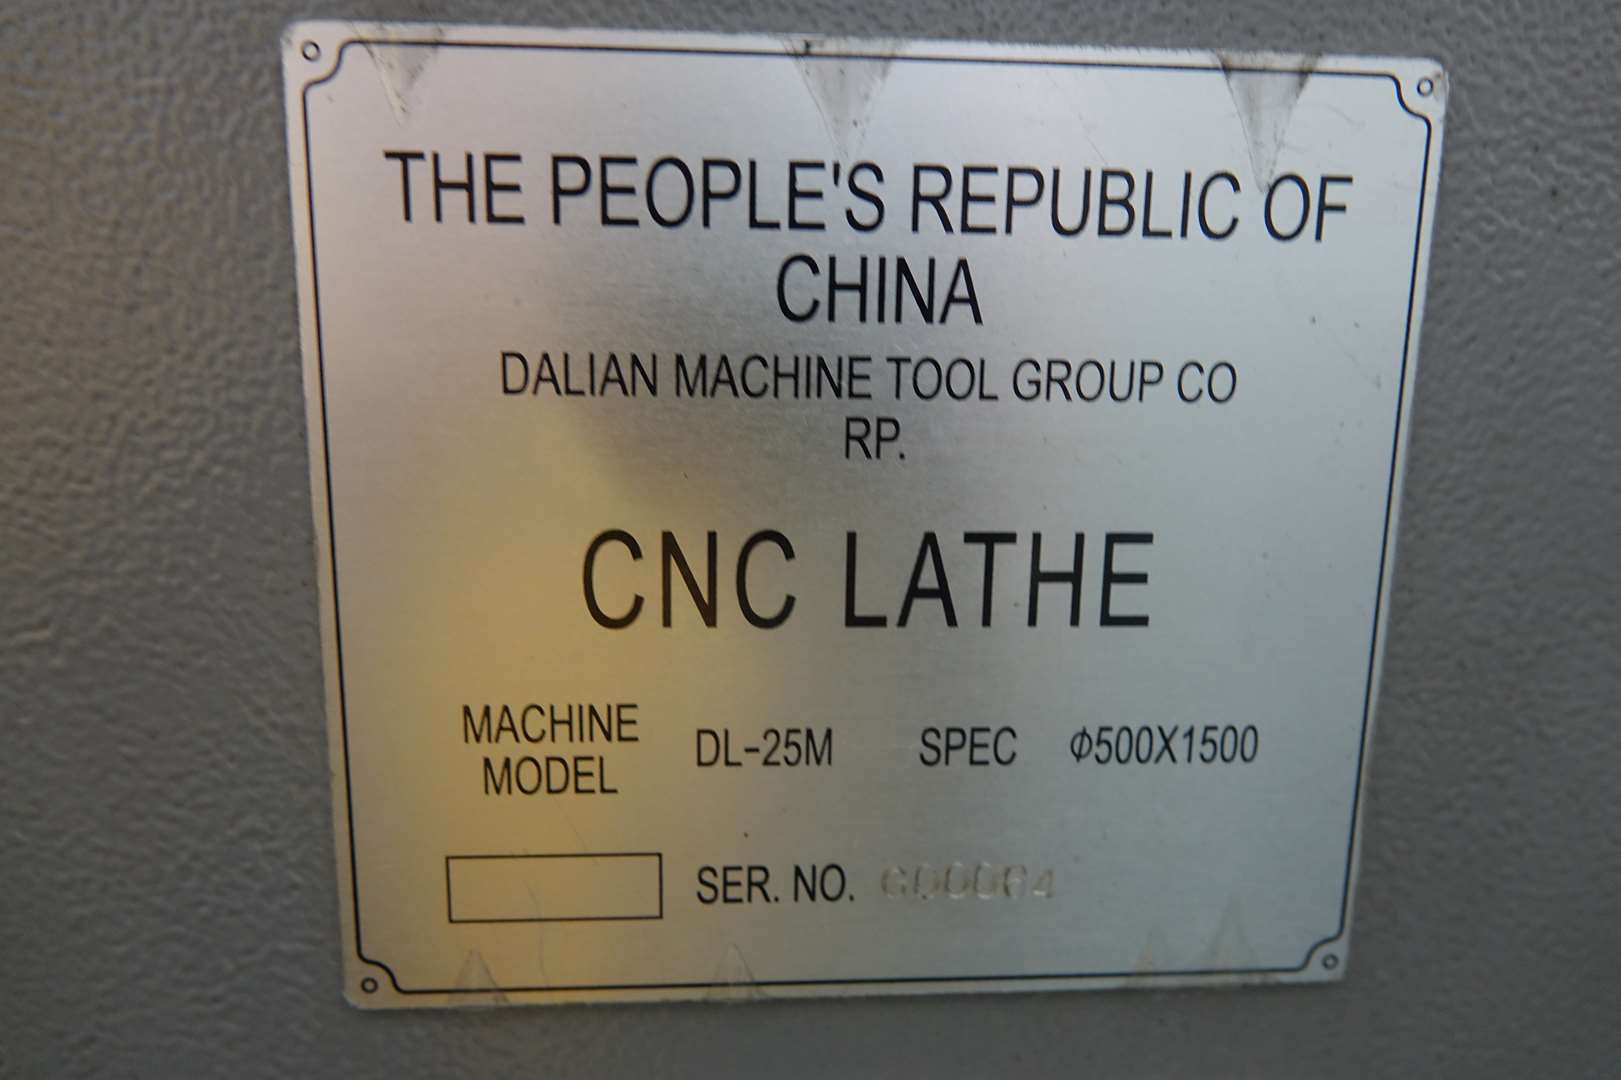 THE PEOPLE'S REPUBLIC OF
CHINA
DALIAN MACHINE TOOL GROUP CO
RP.
CNC LATHE
MACHINE
MODEL
DL-25M SPEC Φ500X1500
SER. NO.